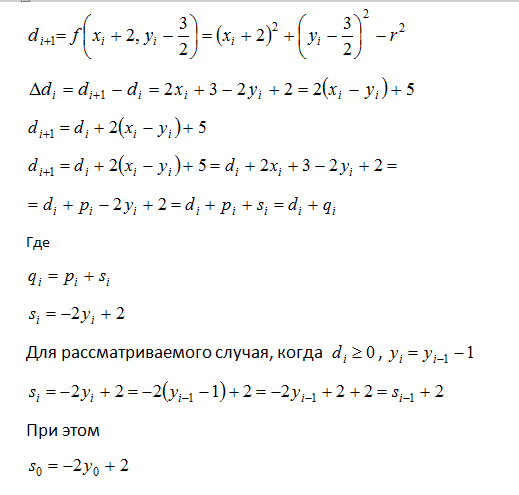 d_{i+1} = f(x_i + 2, y_i − 3/2) = (x_i + 2)² + (y_i − 3/2)² − r²
Δd_i = d_{i+1} − d_i = 2x_i + 3 − 2y_i + 2 = 2(x_i − y_i) + 5
d_{i+1} = d_i + 2(x_i − y_i) + 5
d_{i+1} = d_i + 2(x_i − y_i) + 5 = d_i + 2x_i + 3 − 2y_i + 2 =
= d_i + p_i − 2y_i + 2 = d_i + p_i + s_i = d_i + q_i
Где
q_i = p_i + s_i
s_i = −2y_i + 2
Для рассматриваемого случая, когда d_i ≥ 0 , y_i = y_{i−1} − 1
s_i = −2y_i + 2 = −2(y_{i−1} − 1) + 2 = −2y_{i−1} + 2 + 2 = s_{i−1} + 2
При этом
s_0 = −2y_0 + 2